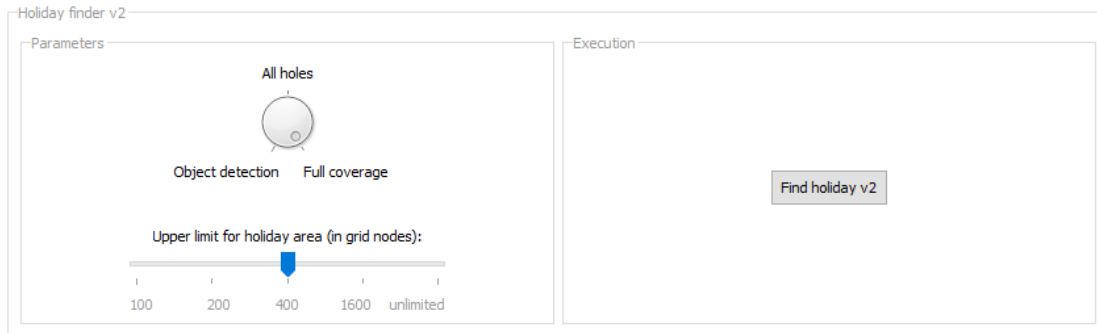 Holiday finder v2
Parameters
All holes
Object detection
Full coverage
Upper limit for holiday area (in grid nodes):
100 200 400 1600 unlimited
Execution
Find holiday v2